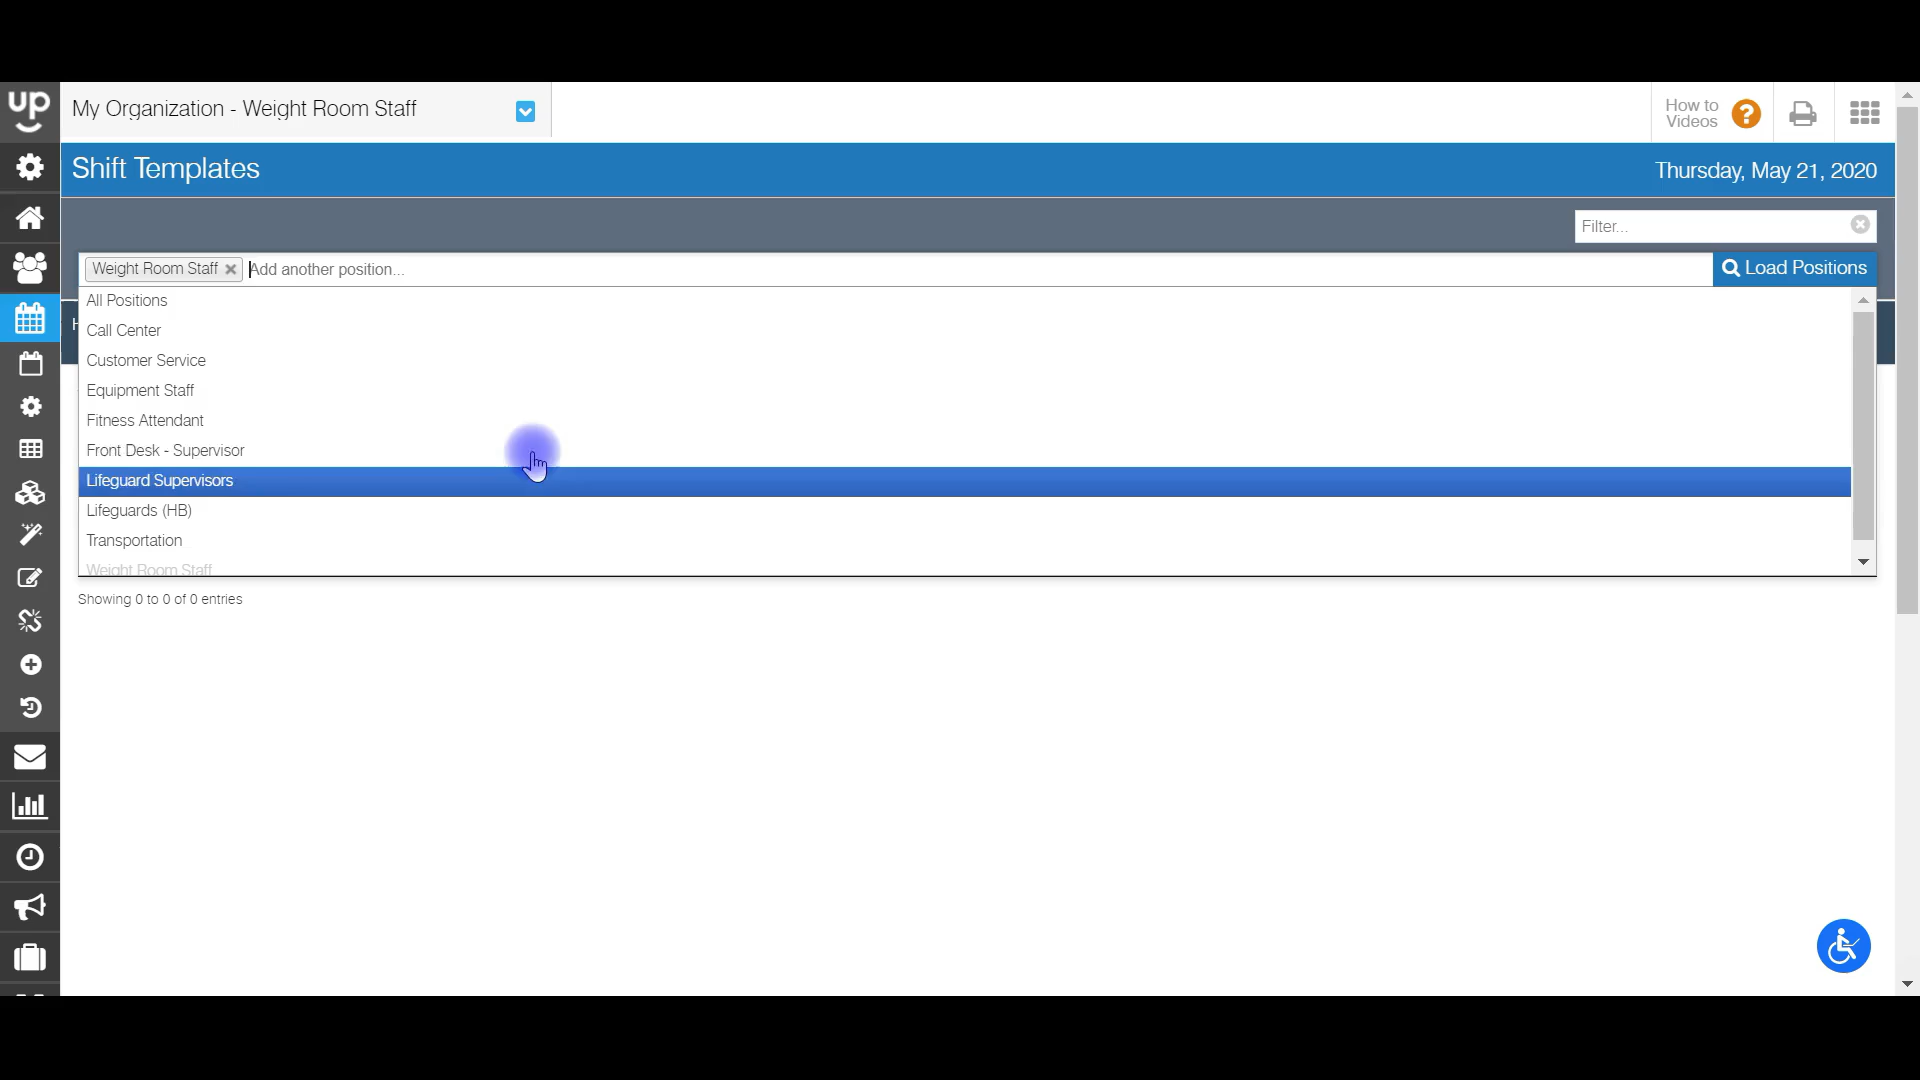 up
My Organization - Weight Room Staff
How to
Videos
?
Shift Templates
Thursday, May 21, 2020
Filter...
Weight Room Staff
Add another position...
Load Positions
All Positions
Call Center
Customer Service
Equipment Staff
Fitness Attendant
Front Desk - Supervisor
Lifeguard Supervisors
Lifeguards (HB)
Transportation
Weight Room Staff
Showing 0 to 0 of 0 entries